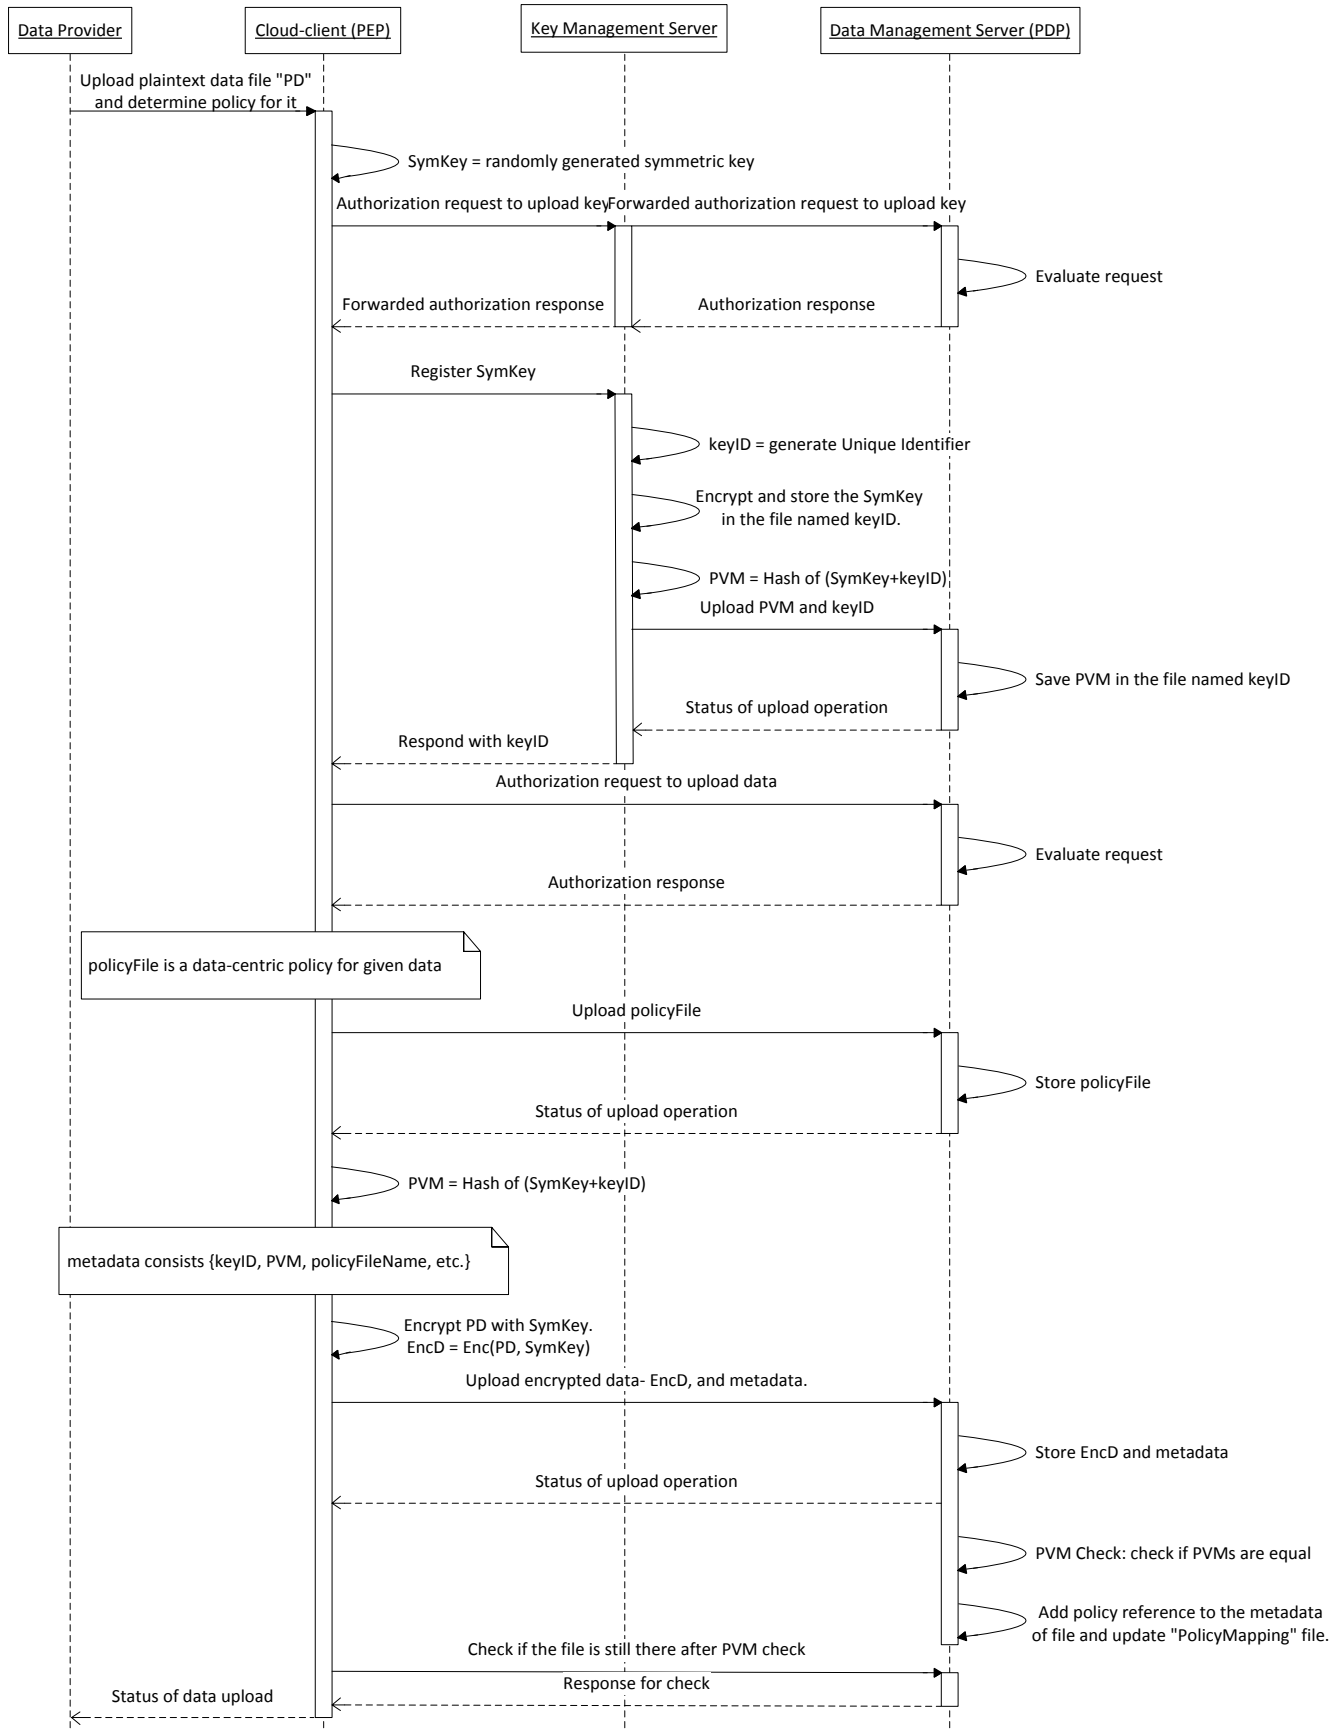 Data Provider
Cloud-client (PEP)
Key Management Server
Data Management Server (PDP)
Upload plaintext data file "PD"
and determine policy for it
SymKey = randomly generated symmetric key
Authorization request to upload key
Forwarded authorization request to upload key
Evaluate request
Forwarded authorization response
Authorization response
Register SymKey
keyID = generate Unique Identifier
Encrypt and store the SymKey
in the file named keyID.
PVM = Hash of (SymKey+keyID)
Upload PVM and keyID
Save PVM in the file named keyID
Status of upload operation
Respond with keyID
Authorization request to upload data
Evaluate request
Authorization response
policyFile is a data-centric policy for given data
Upload policyFile
Store policyFile
Status of upload operation
PVM = Hash of (SymKey+keyID)
metadata consists {keyID, PVM, policyFileName, etc.}
Encrypt PD with SymKey.
EncD = Enc(PD, SymKey)
Upload encrypted data- EncD, and metadata.
Store EncD and metadata
Status of upload operation
PVM Check: check if PVMs are equal
Add policy reference to the metadata
of file and update "PolicyMapping" file.
Check if the file is still there after PVM check
Response for check
Status of data upload